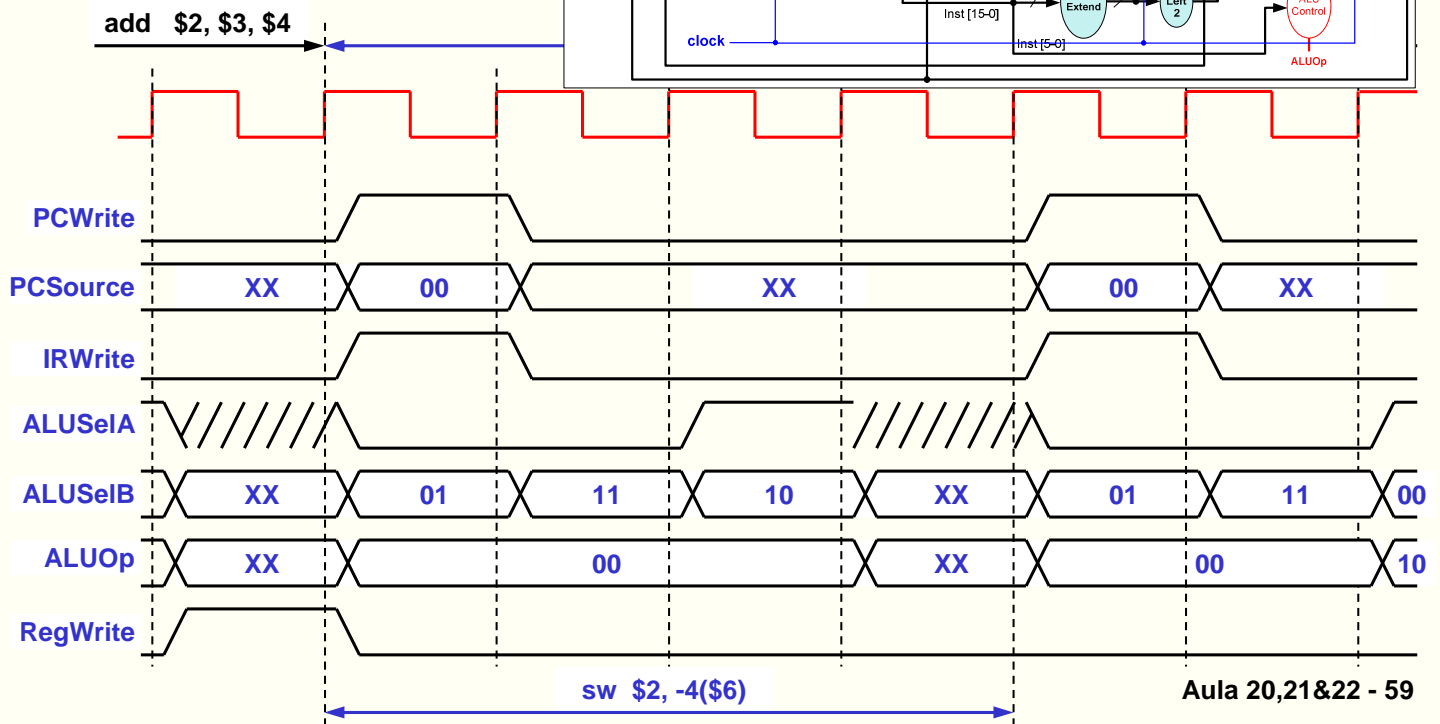 add $2, $3, $4
Extend
Left
2
ALU
Control
Inst [15-0]
clock
Inst [5-0]
ALUOp
PCWrite
PCSource XX 00 XX 00 XX
IRWrite
ALUSelA
ALUSelB XX 01 11 10 XX 01 11 00
ALUOp XX 00 XX 00 10
RegWrite
sw $2, -4($6)
Aula 20,21&22 - 59